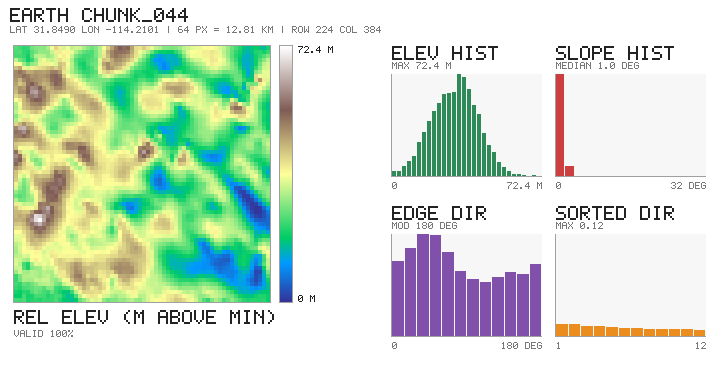 EARTH CHUNK_044
LAT 31.8490 LON -114.2101 | 64 PX = 12.81 KM | ROW 224 COL 384
72.4 M
0 M
REL ELEV (M ABOVE MIN)
VALID 100%
ELEV HIST
MAX 72.4 M
0 72.4 M
SLOPE HIST
MEDIAN 1.0 DEG
0 32 DEG
EDGE DIR
MOD 180 DEG
0 180 DEG
SORTED DIR
MAX 0.12
1 12